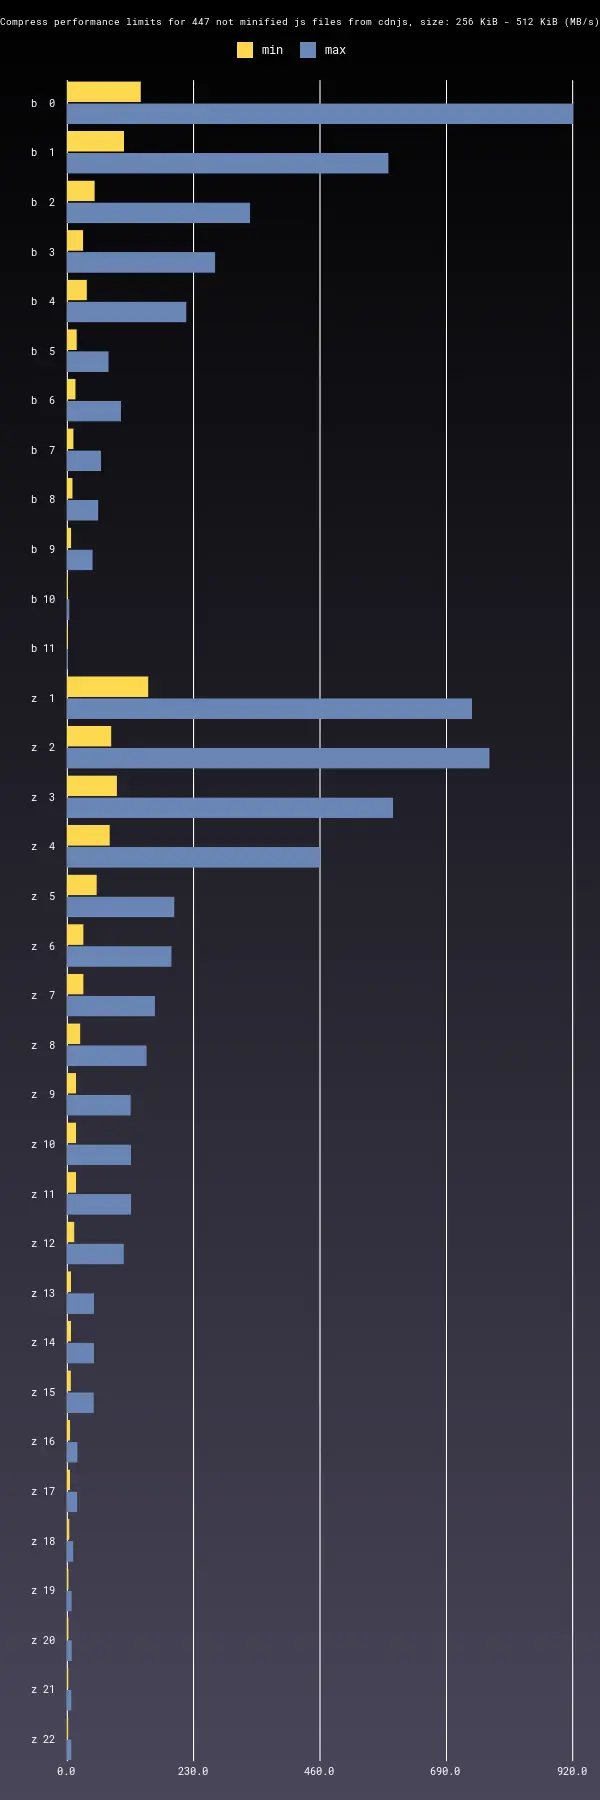 Compress performance limits for 447 not minified js files from cdnjs, size: 256 KiB - 512 KiB (MB/s)
min max
b 0
b 1
b 2
b 3
b 4
b 5
b 6
b 7
b 8
b 9
b 10
b 11
z 1
z 2
z 3
z 4
z 5
z 6
z 7
z 8
z 9
z 10
z 11
z 12
z 13
z 14
z 15
z 16
z 17
z 18
z 19
z 20
z 21
z 22
0.0 230.0 460.0 690.0 920.0